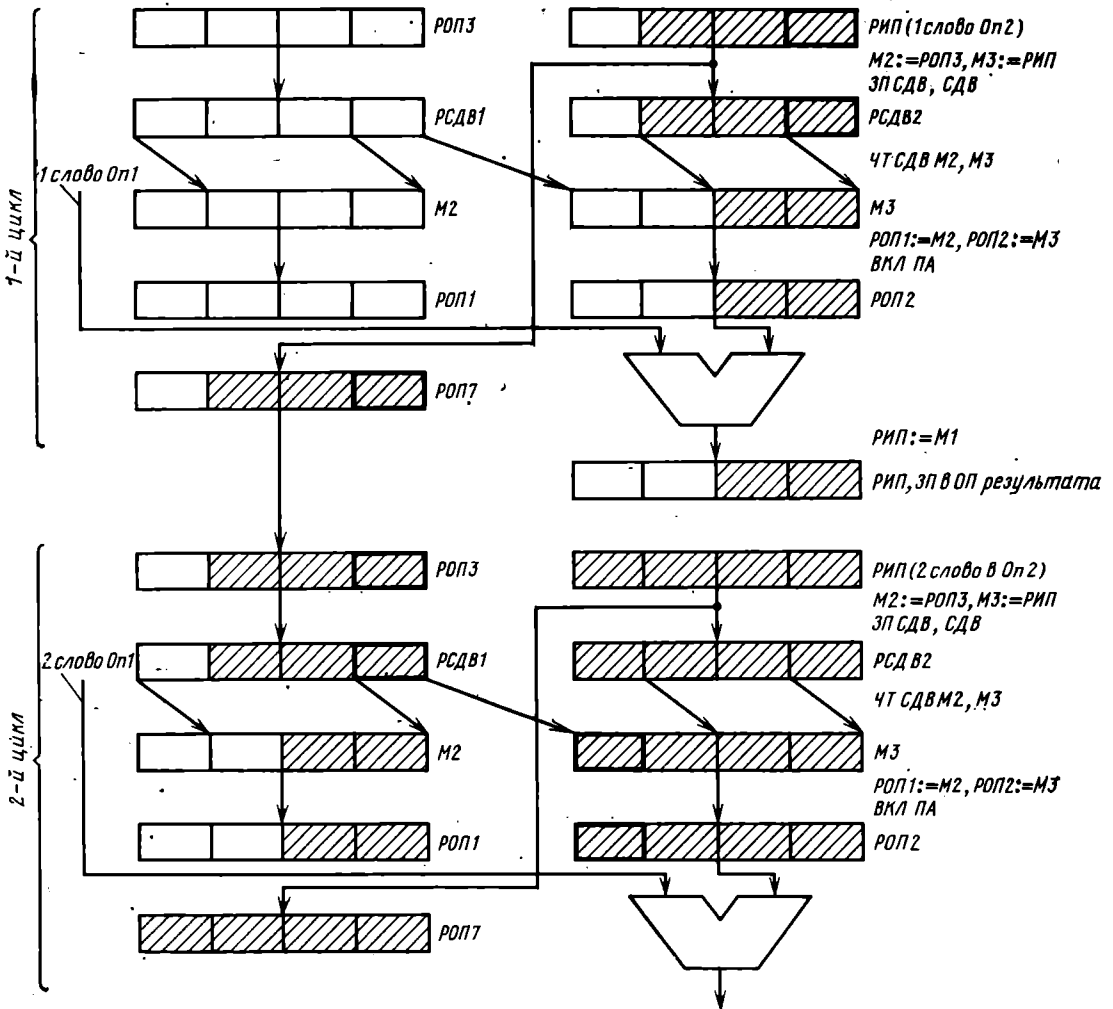 РОП3
РИП (1 слово Оп2)
М2:=РОП3, М3:=РИП
ЗП СДВ, СДВ
РСДВ1
РСДВ2
ЧТ СДВ М2, М3
1 слово Оп1
М2
М3
РОП1:=М2, РОП2:=М3
ВКЛ ПА
1-й цикл
РОП1
РОП2
РОП7
РИП:=М1
РИП, ЗП В ОП результата
РОП3
РИП (2 слово В Оп2)
М2:=РОП3, М3:=РИП
ЗП СДВ, СДВ
2 слово Оп1
РСДВ1
РСДВ2
ЧТ СДВ М2, М3
М2
М3
2-й цикл
РОП1:=М2, РОП2:=М3
ВКЛ ПА
РОП1
РОП2
РОП7